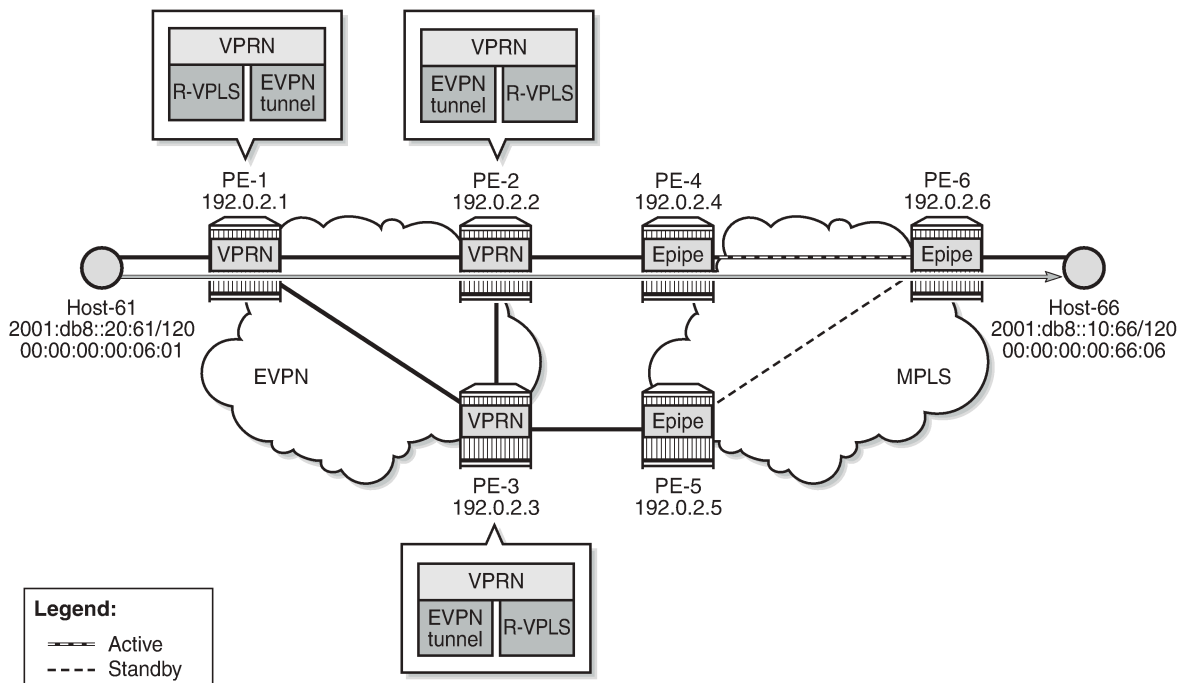 VPRN
R-VPLS
EVPN
tunnel
VPRN
EVPN
tunnel
R-VPLS
PE-1
192.0.2.1
PE-2
192.0.2.2
PE-4
192.0.2.4
PE-6
192.0.2.6
VPRN
VPRN
Epipe
Epipe
Host-61
2001:db8::20:61/120
00:00:00:00:06:01
Host-66
2001:db8::10:66/120
00:00:00:00:66:06
EVPN
MPLS
VPRN
Epipe
PE-3
192.0.2.3
PE-5
192.0.2.5
VPRN
EVPN
tunnel
R-VPLS
Legend:
Active
Standby